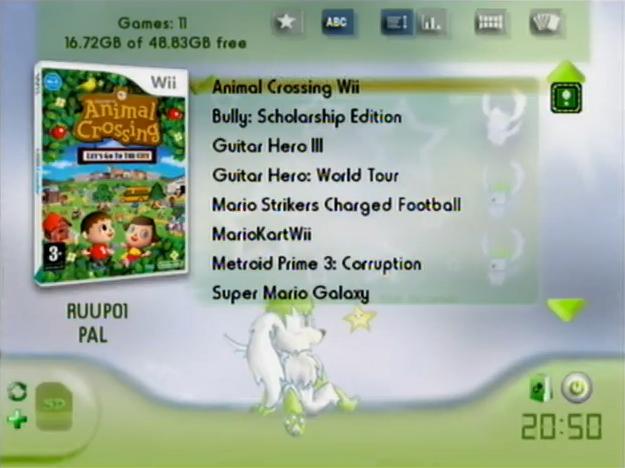 Games: 11
16.72GB of 48.83GB free
ABC
Wii
Animal
Crossing
LET'S GO TO THE CITY
3+
Animal Crossing Wii
Bully: Scholarship Edition
Guitar Hero III
Guitar Hero: World Tour
Mario Strikers Charged Football
MarioKartWii
Metroid Prime 3: Corruption
Super Mario Galaxy
RUUP01
PAL
20:50